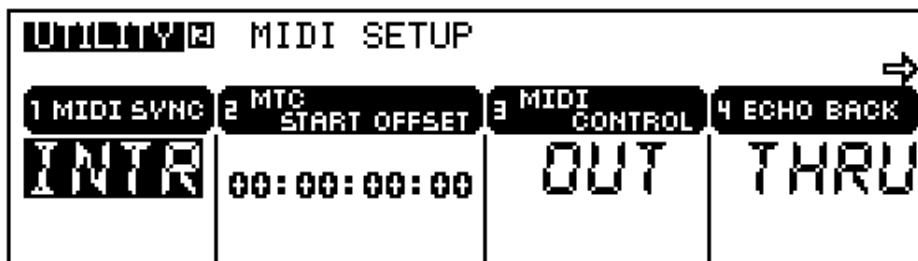 UTILITY 2 MIDI SETUP
1 MIDI SYNC
2 MTC
START OFFSET
3 MIDI
CONTROL
4 ECHO BACK
INTR
00:00:00:00
OUT
THRU